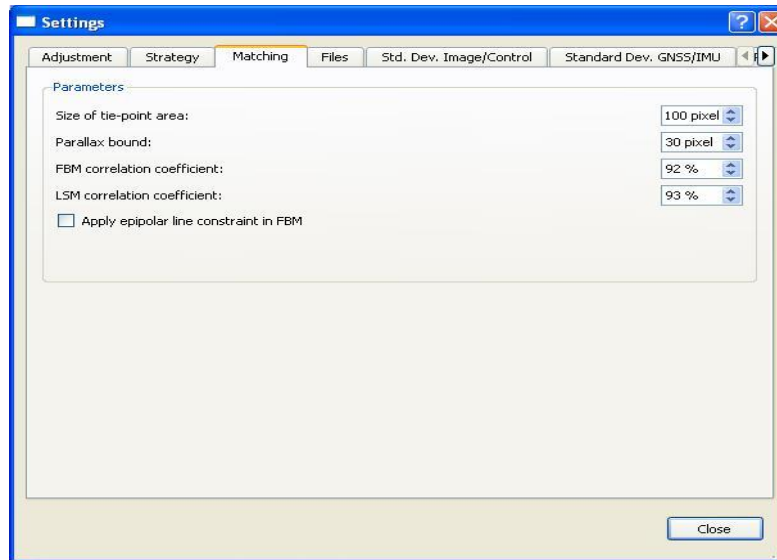 Settings
Adjustment Strategy Matching Files Std. Dev. Image/Control Standard Dev. GNSS/IMU
Parameters
Size of tie-point area: 100 pixel
Parallax bound: 30 pixel
FBM correlation coefficient: 92 %
LSM correlation coefficient: 93 %
Apply epipolar line constraint in FBM
Close